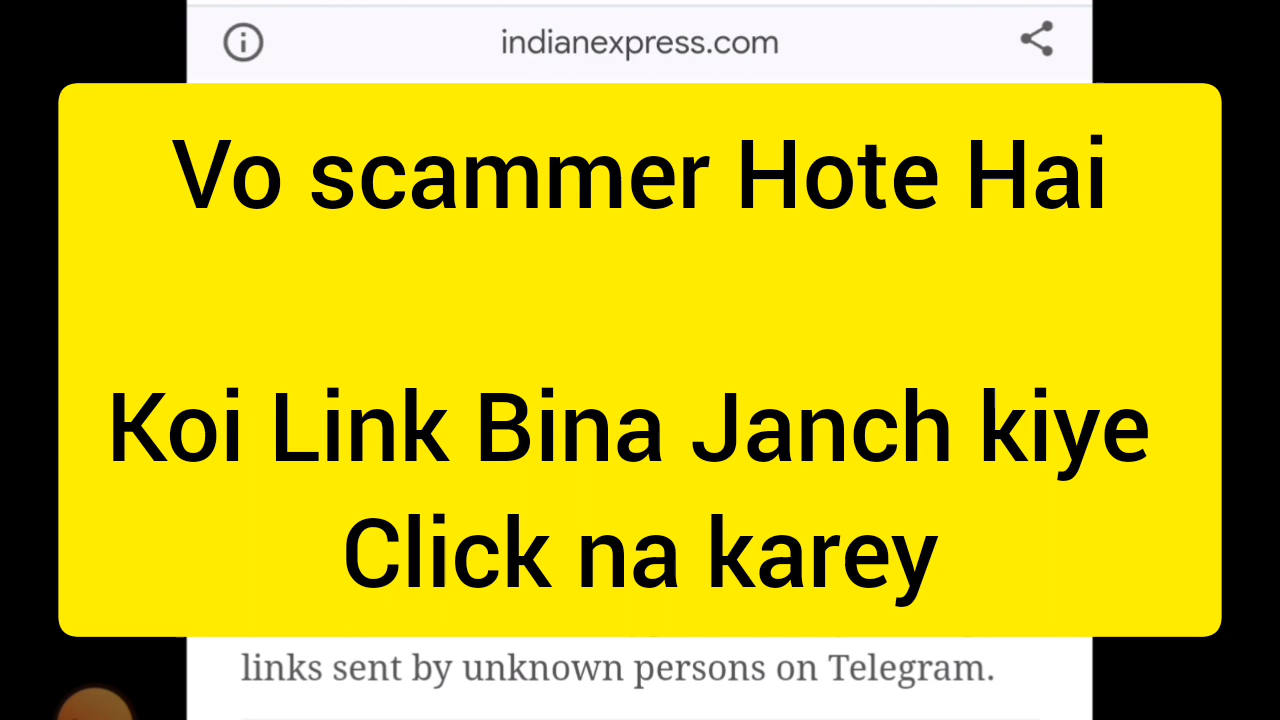 indianexpress.com
Vo scammer Hote Hai
Koi Link Bina Janch kiye
Click na karey
links sent by unknown persons on Telegram.